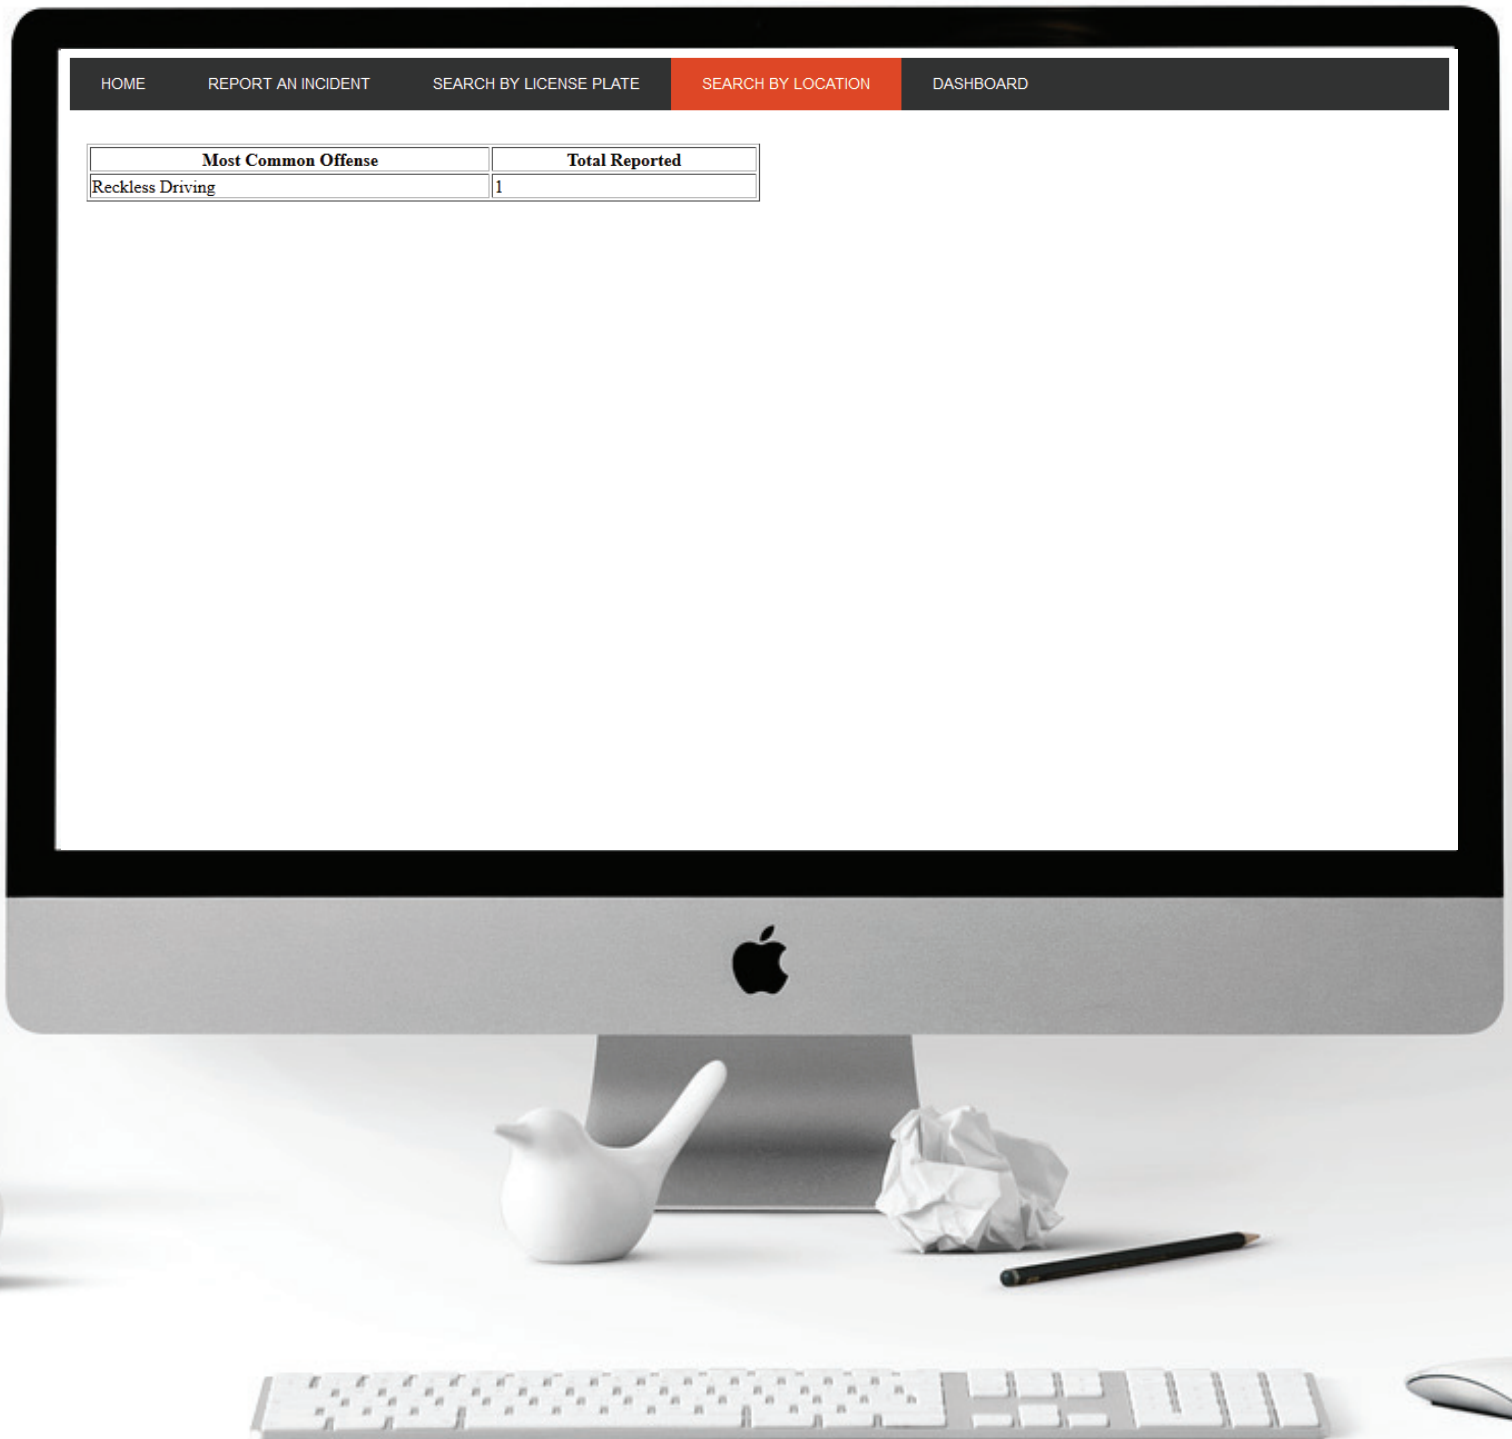 HOME REPORT AN INCIDENT SEARCH BY LICENSE PLATE SEARCH BY LOCATION DASHBOARD
Most Common Offense Total Reported
Reckless Driving 1